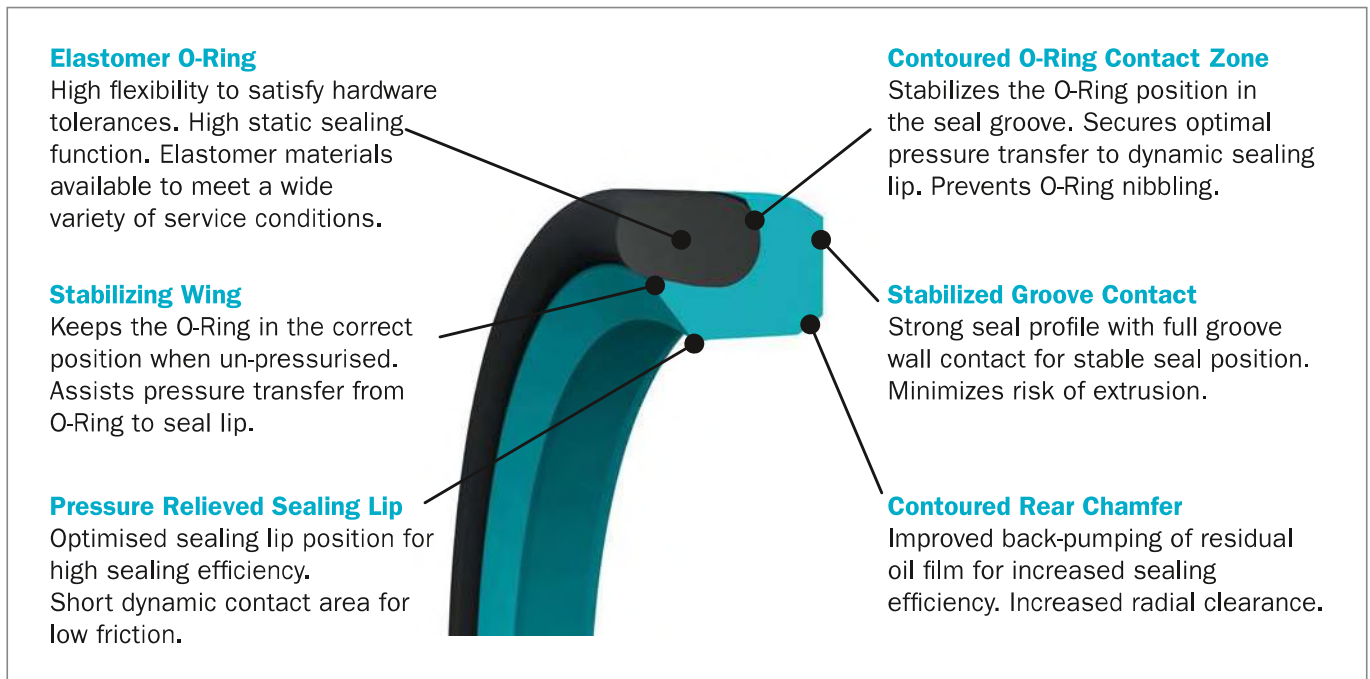 Elastomer O-Ring
High flexibility to satisfy hardware
tolerances. High static sealing
function. Elastomer materials
available to meet a wide
variety of service conditions.
Stabilizing Wing
Keeps the O-Ring in the correct
position when un-pressurised.
Assists pressure transfer from
O-Ring to seal lip.
Pressure Relieved Sealing Lip
Optimised sealing lip position for
high sealing efficiency.
Short dynamic contact area for
low friction.
Contoured O-Ring Contact Zone
Stabilizes the O-Ring position in
the seal groove. Secures optimal
pressure transfer to dynamic sealing
lip. Prevents O-Ring nibbling.
Stabilized Groove Contact
Strong seal profile with full groove
wall contact for stable seal position.
Minimizes risk of extrusion.
Contoured Rear Chamfer
Improved back-pumping of residual
oil film for increased sealing
efficiency. Increased radial clearance.